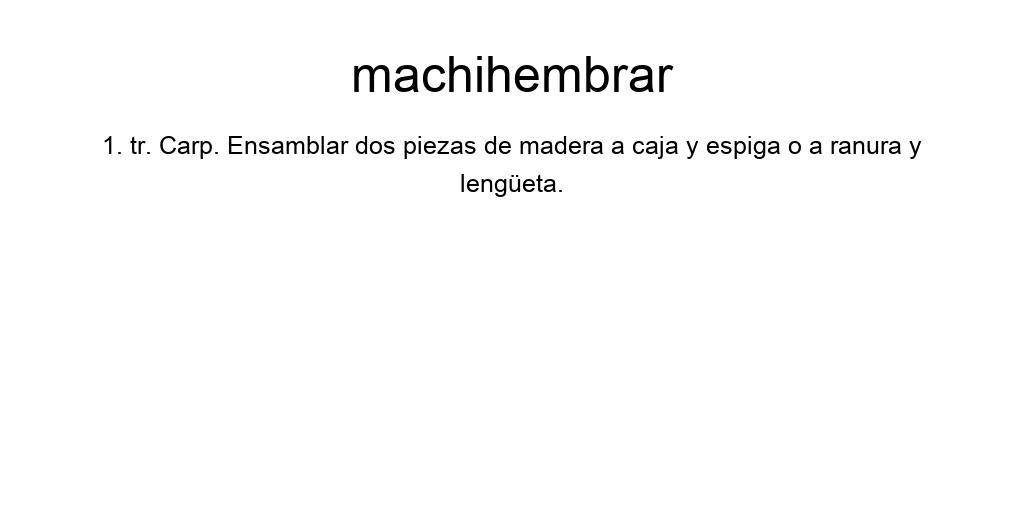 machihembrar
1. tr. Carp. Ensamblar dos piezas de madera a caja y espiga o a ranura y
lengüeta.